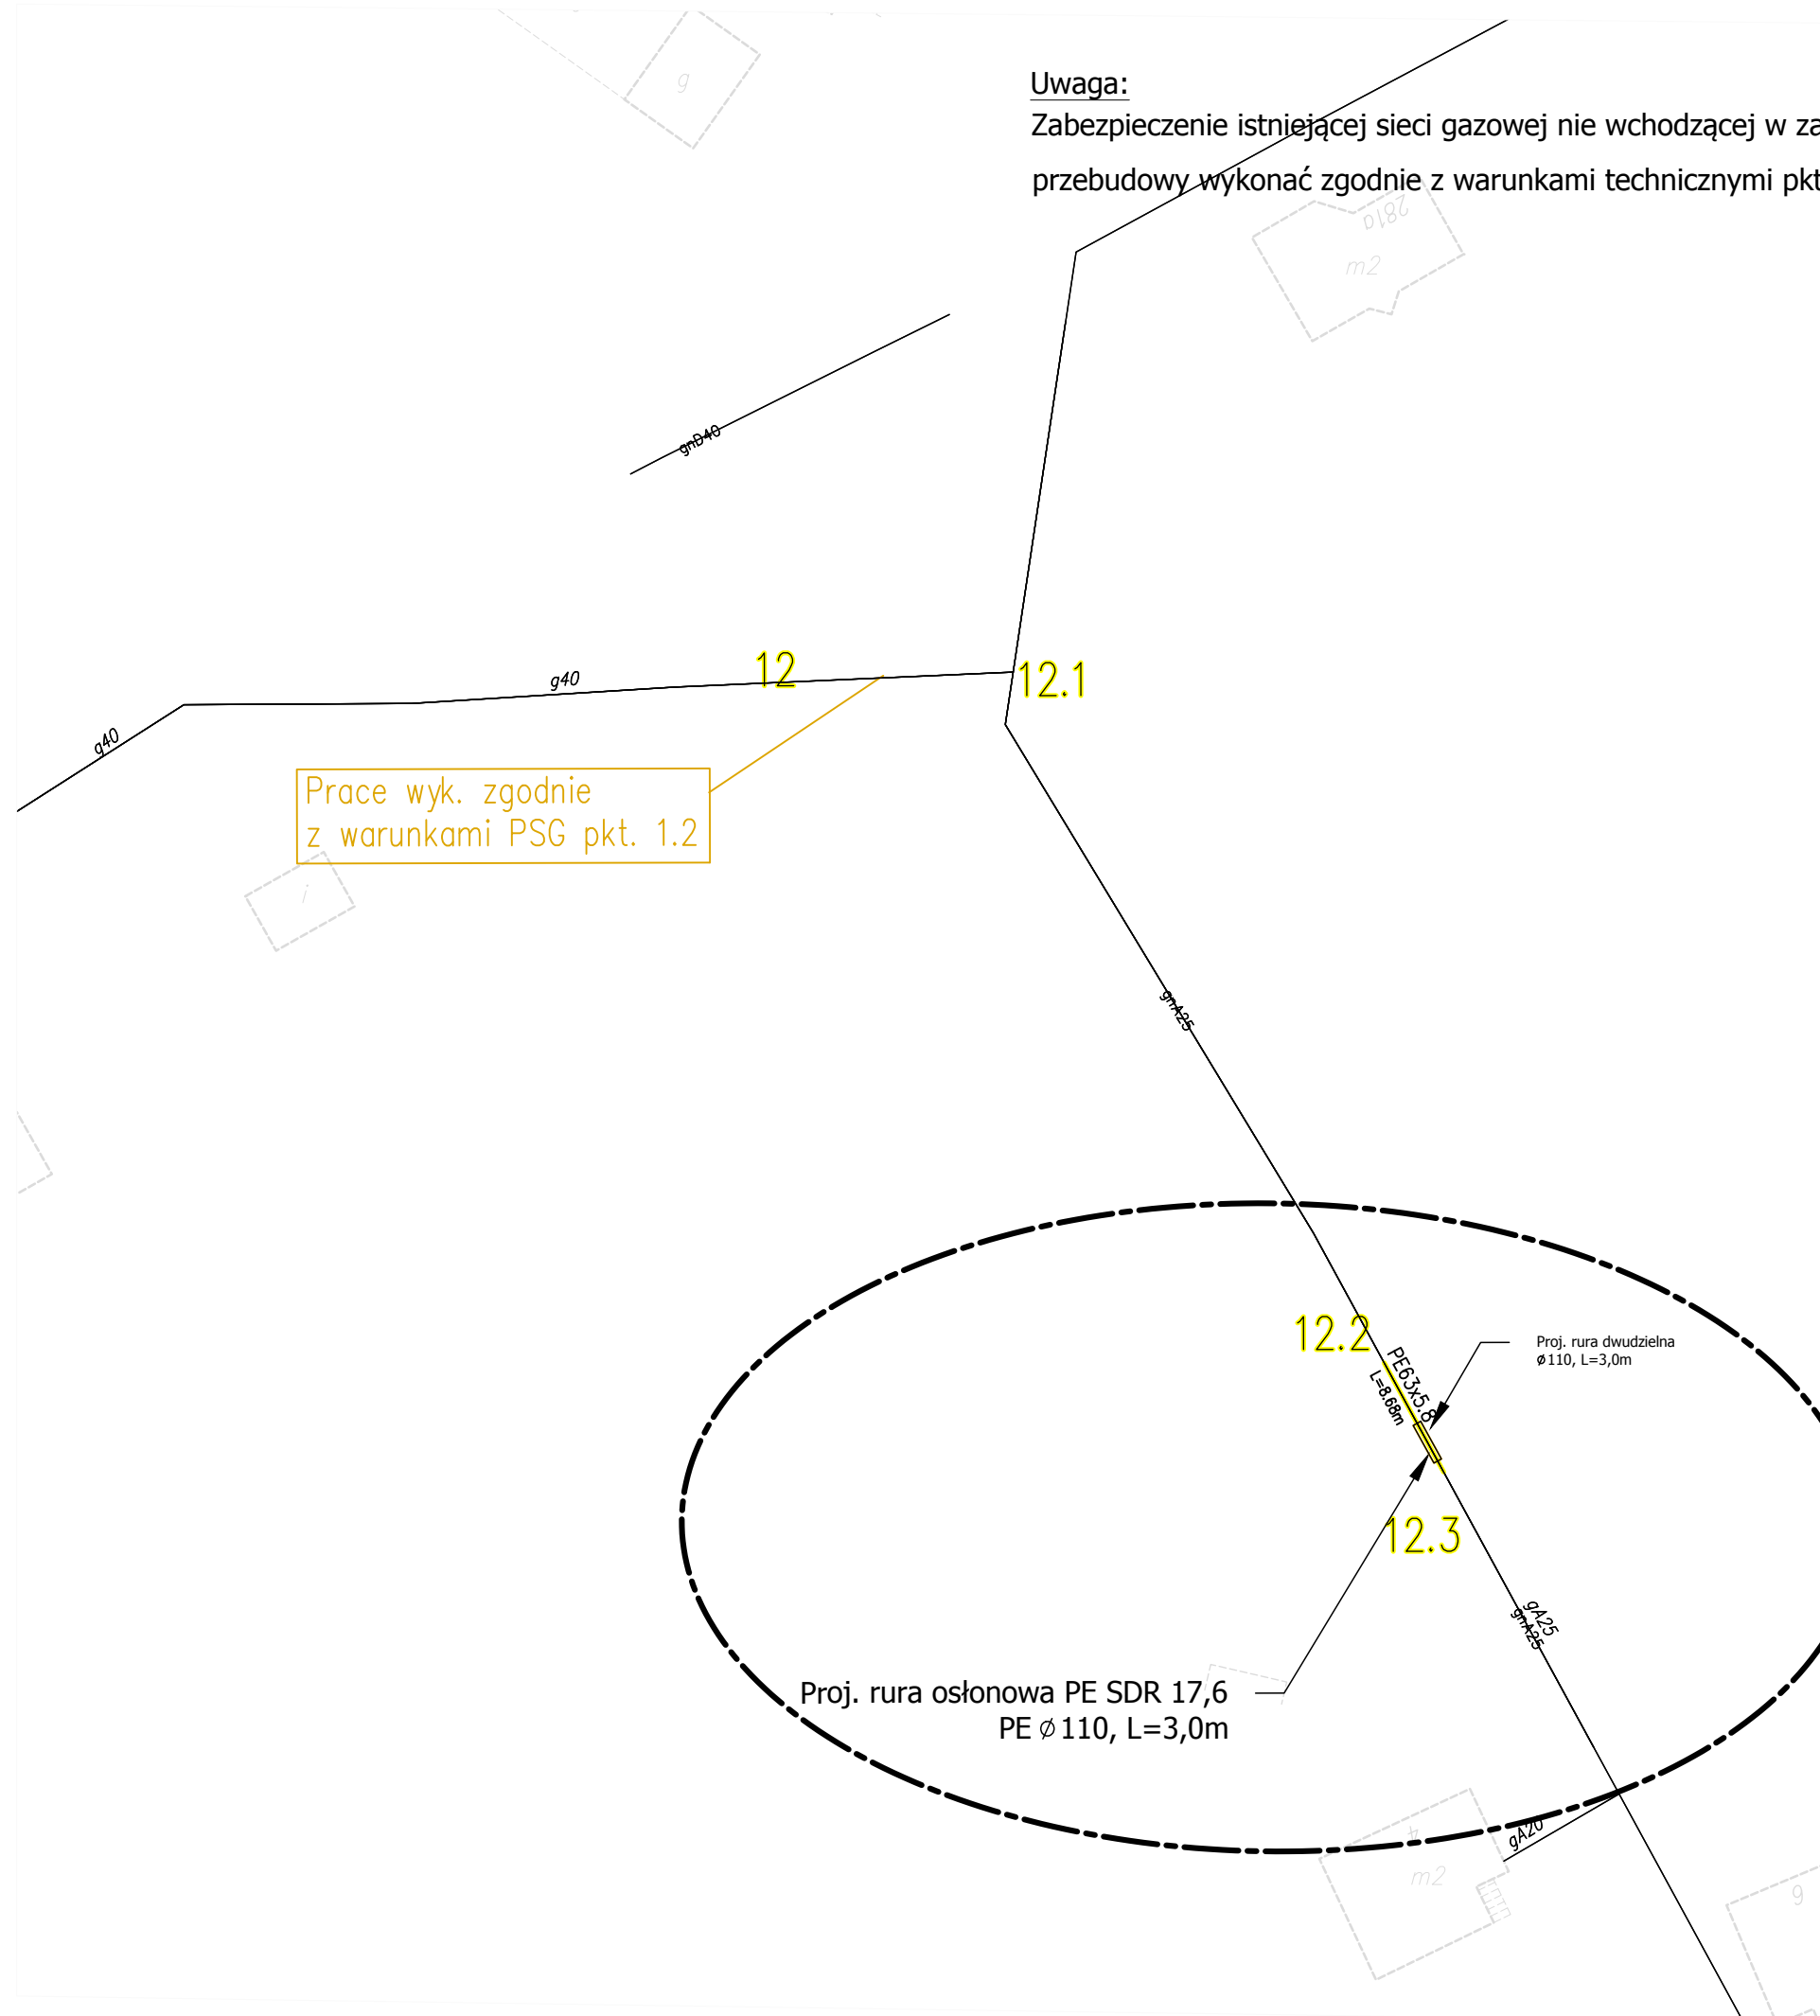 g
Uwaga:
Zabezpieczenie istniejącej sieci gazowej nie wchodzącej w za
przebudowy wykonać zgodnie z warunkami technicznymi pkt
281a
m2
gnD40
12
12.1
g40
g40
Prace wyk. zgodnie
z warunkami PSG pkt. 1.2
i
gnA25
12.2
PE63x5.8
L=8.68m
Proj. rura dwudzielna
ø110, L=3,0m
12.3
gA25
gnA25
Proj. rura osłonowa PE SDR 17,6
PE ∅110, L=3,0m
gA20
4
m2
9